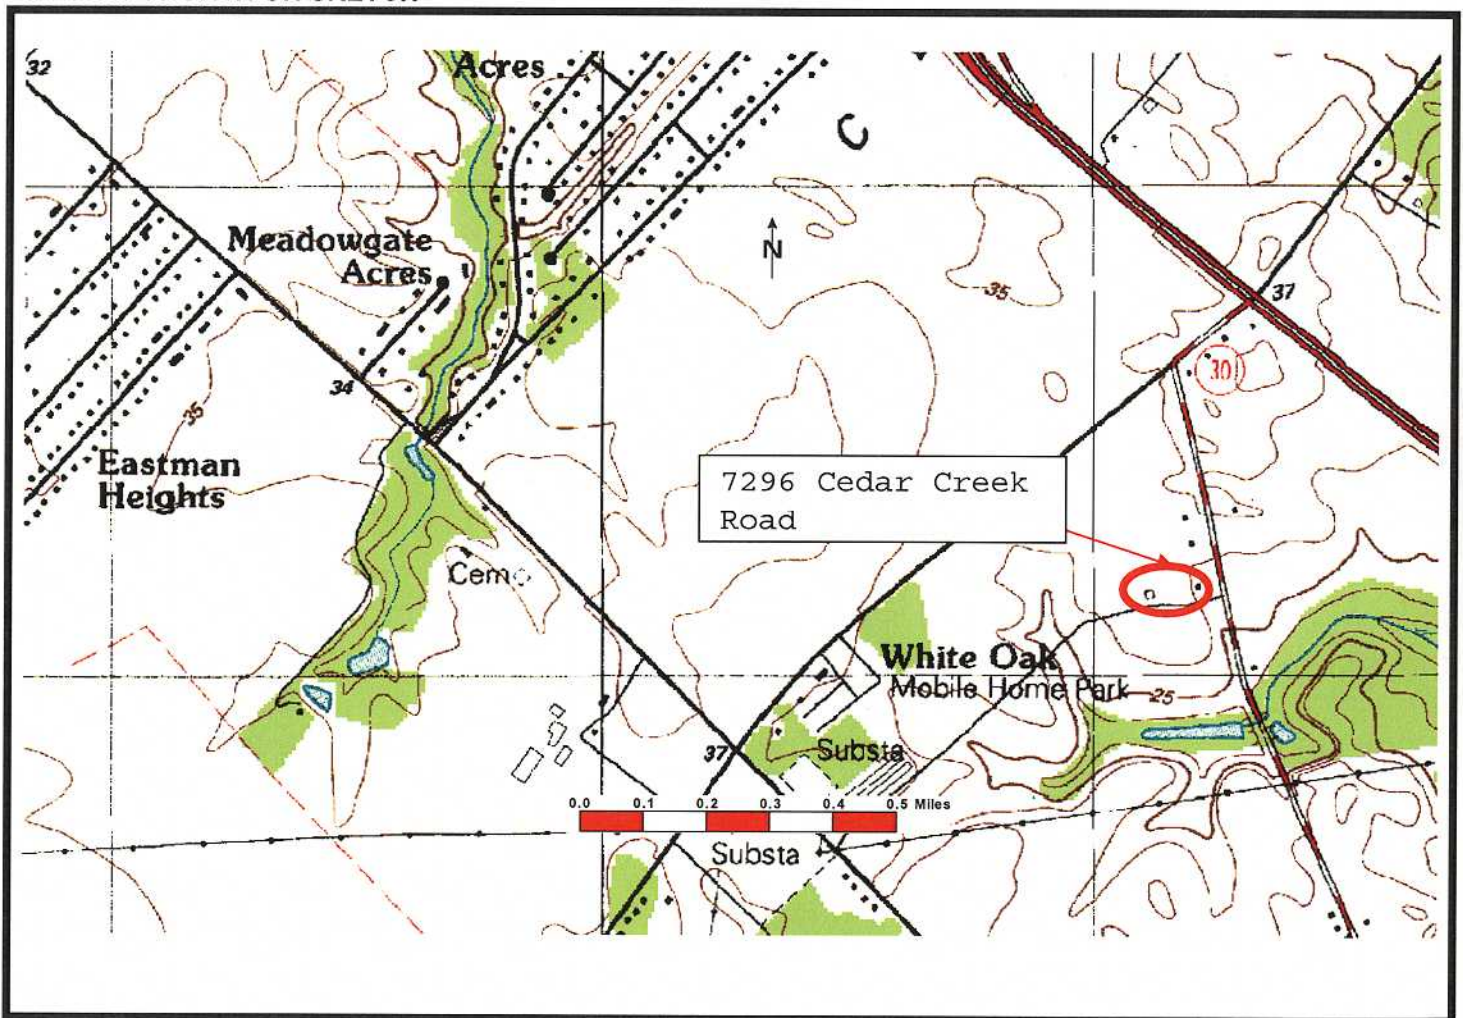 32
Acres
C
Meadowgate
Acres
N
35
37
34
30
35
Eastman
Heights
7296 Cedar Creek
Road
Cem
White Oak
Mobile Home Park
25
37
Substa
0.0 0.1 0.2 0.3 0.4 0.5 Miles
Substa